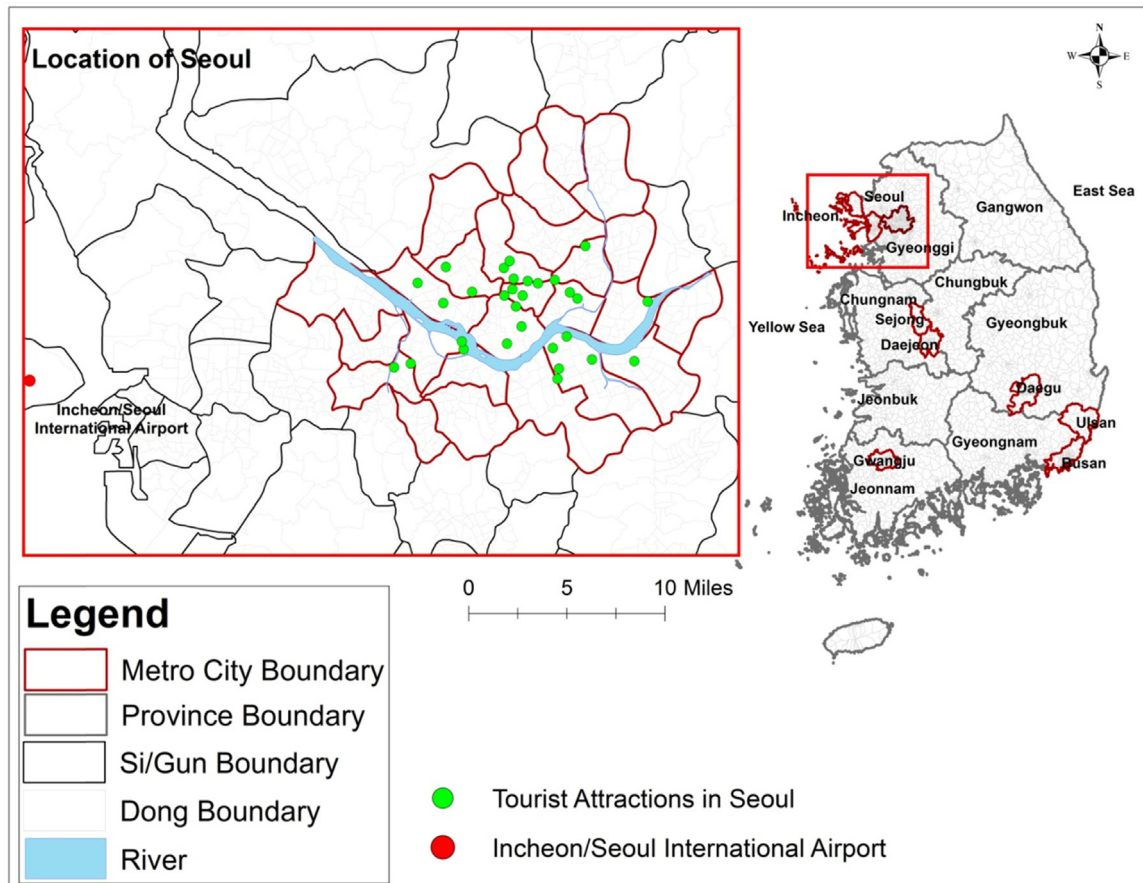 Location of Seoul
Incheon/Seoul
International Airport
N
W
E
S
East Sea
Seoul
Gangwon
Incheon
Gyeonggi
Chungbuk
Chungnam
Sejong
Gyeongbuk
Yellow Sea
Daejeon
Daegu
Jeonbuk
Ulsan
Gyeongnam
Gwangju
Busan
Jeonnam
0 5 10 Miles
Legend
Metro City Boundary
Province Boundary
Si/Gun Boundary
Dong Boundary
River
Tourist Attractions in Seoul
Incheon/Seoul International Airport